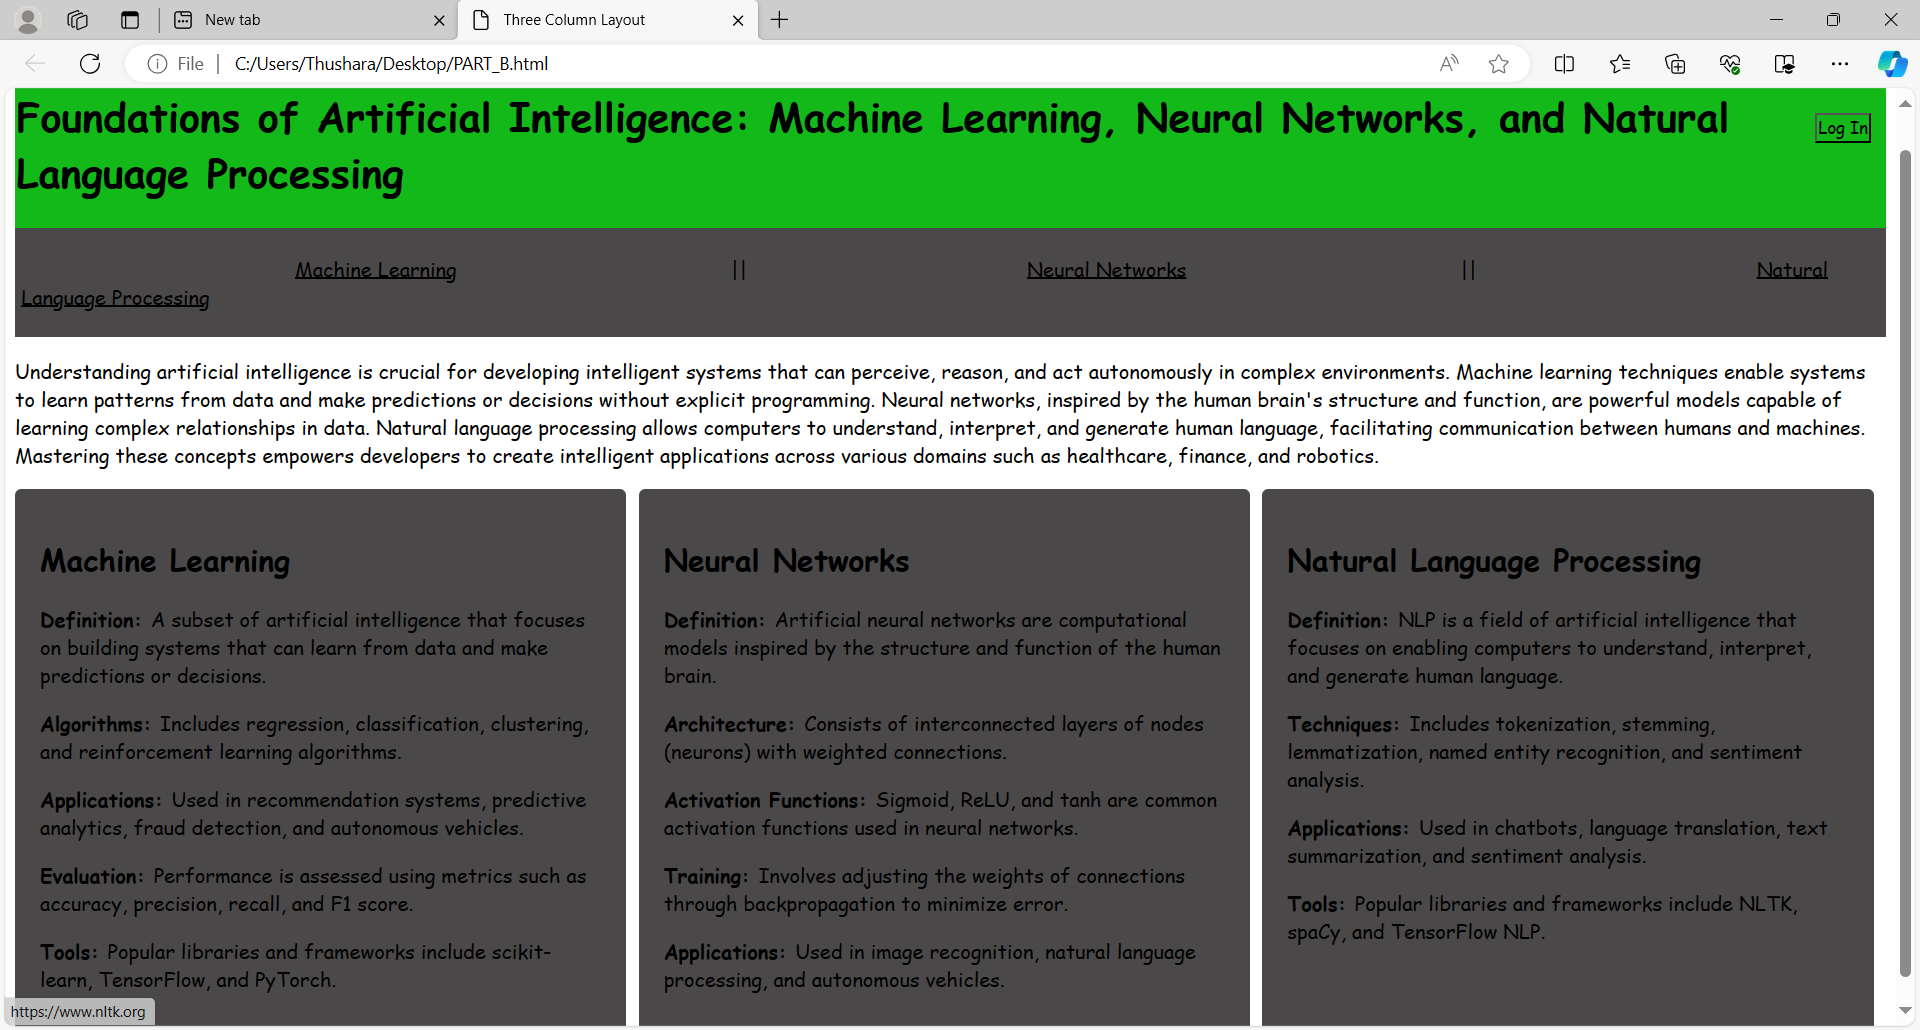 New tab
Three Column Layout
File
C:/Users/Thushara/Desktop/PART_B.html
Foundations of Artificial Intelligence: Machine Learning, Neural Networks, and Natural
Language Processing
Log In
Machine Learning || Neural Networks || Natural
Language Processing
Understanding artificial intelligence is crucial for developing intelligent systems that can perceive, reason, and act autonomously in complex environments. Machine learning techniques enable systems
to learn patterns from data and make predictions or decisions without explicit programming. Neural networks, inspired by the human brain's structure and function, are powerful models capable of
learning complex relationships in data. Natural language processing allows computers to understand, interpret, and generate human language, facilitating communication between humans and machines.
Mastering these concepts empowers developers to create intelligent applications across various domains such as healthcare, finance, and robotics.
Machine Learning
Definition: A subset of artificial intelligence that focuses
on building systems that can learn from data and make
predictions or decisions.
Algorithms: Includes regression, classification, clustering,
and reinforcement learning algorithms.
Applications: Used in recommendation systems, predictive
analytics, fraud detection, and autonomous vehicles.
Evaluation: Performance is assessed using metrics such as
accuracy, precision, recall, and F1 score.
Tools: Popular libraries and frameworks include scikit-
learn, TensorFlow, and PyTorch.
Neural Networks
Definition: Artificial neural networks are computational
models inspired by the structure and function of the human
brain.
Architecture: Consists of interconnected layers of nodes
(neurons) with weighted connections.
Activation Functions: Sigmoid, ReLU, and tanh are common
activation functions used in neural networks.
Training: Involves adjusting the weights of connections
through backpropagation to minimize error.
Applications: Used in image recognition, natural language
processing, and autonomous vehicles.
Natural Language Processing
Definition: NLP is a field of artificial intelligence that
focuses on enabling computers to understand, interpret,
and generate human language.
Techniques: Includes tokenization, stemming,
lemmatization, named entity recognition, and sentiment
analysis.
Applications: Used in chatbots, language translation, text
summarization, and sentiment analysis.
Tools: Popular libraries and frameworks include NLTK,
spaCy, and TensorFlow NLP.
https://www.nltk.org